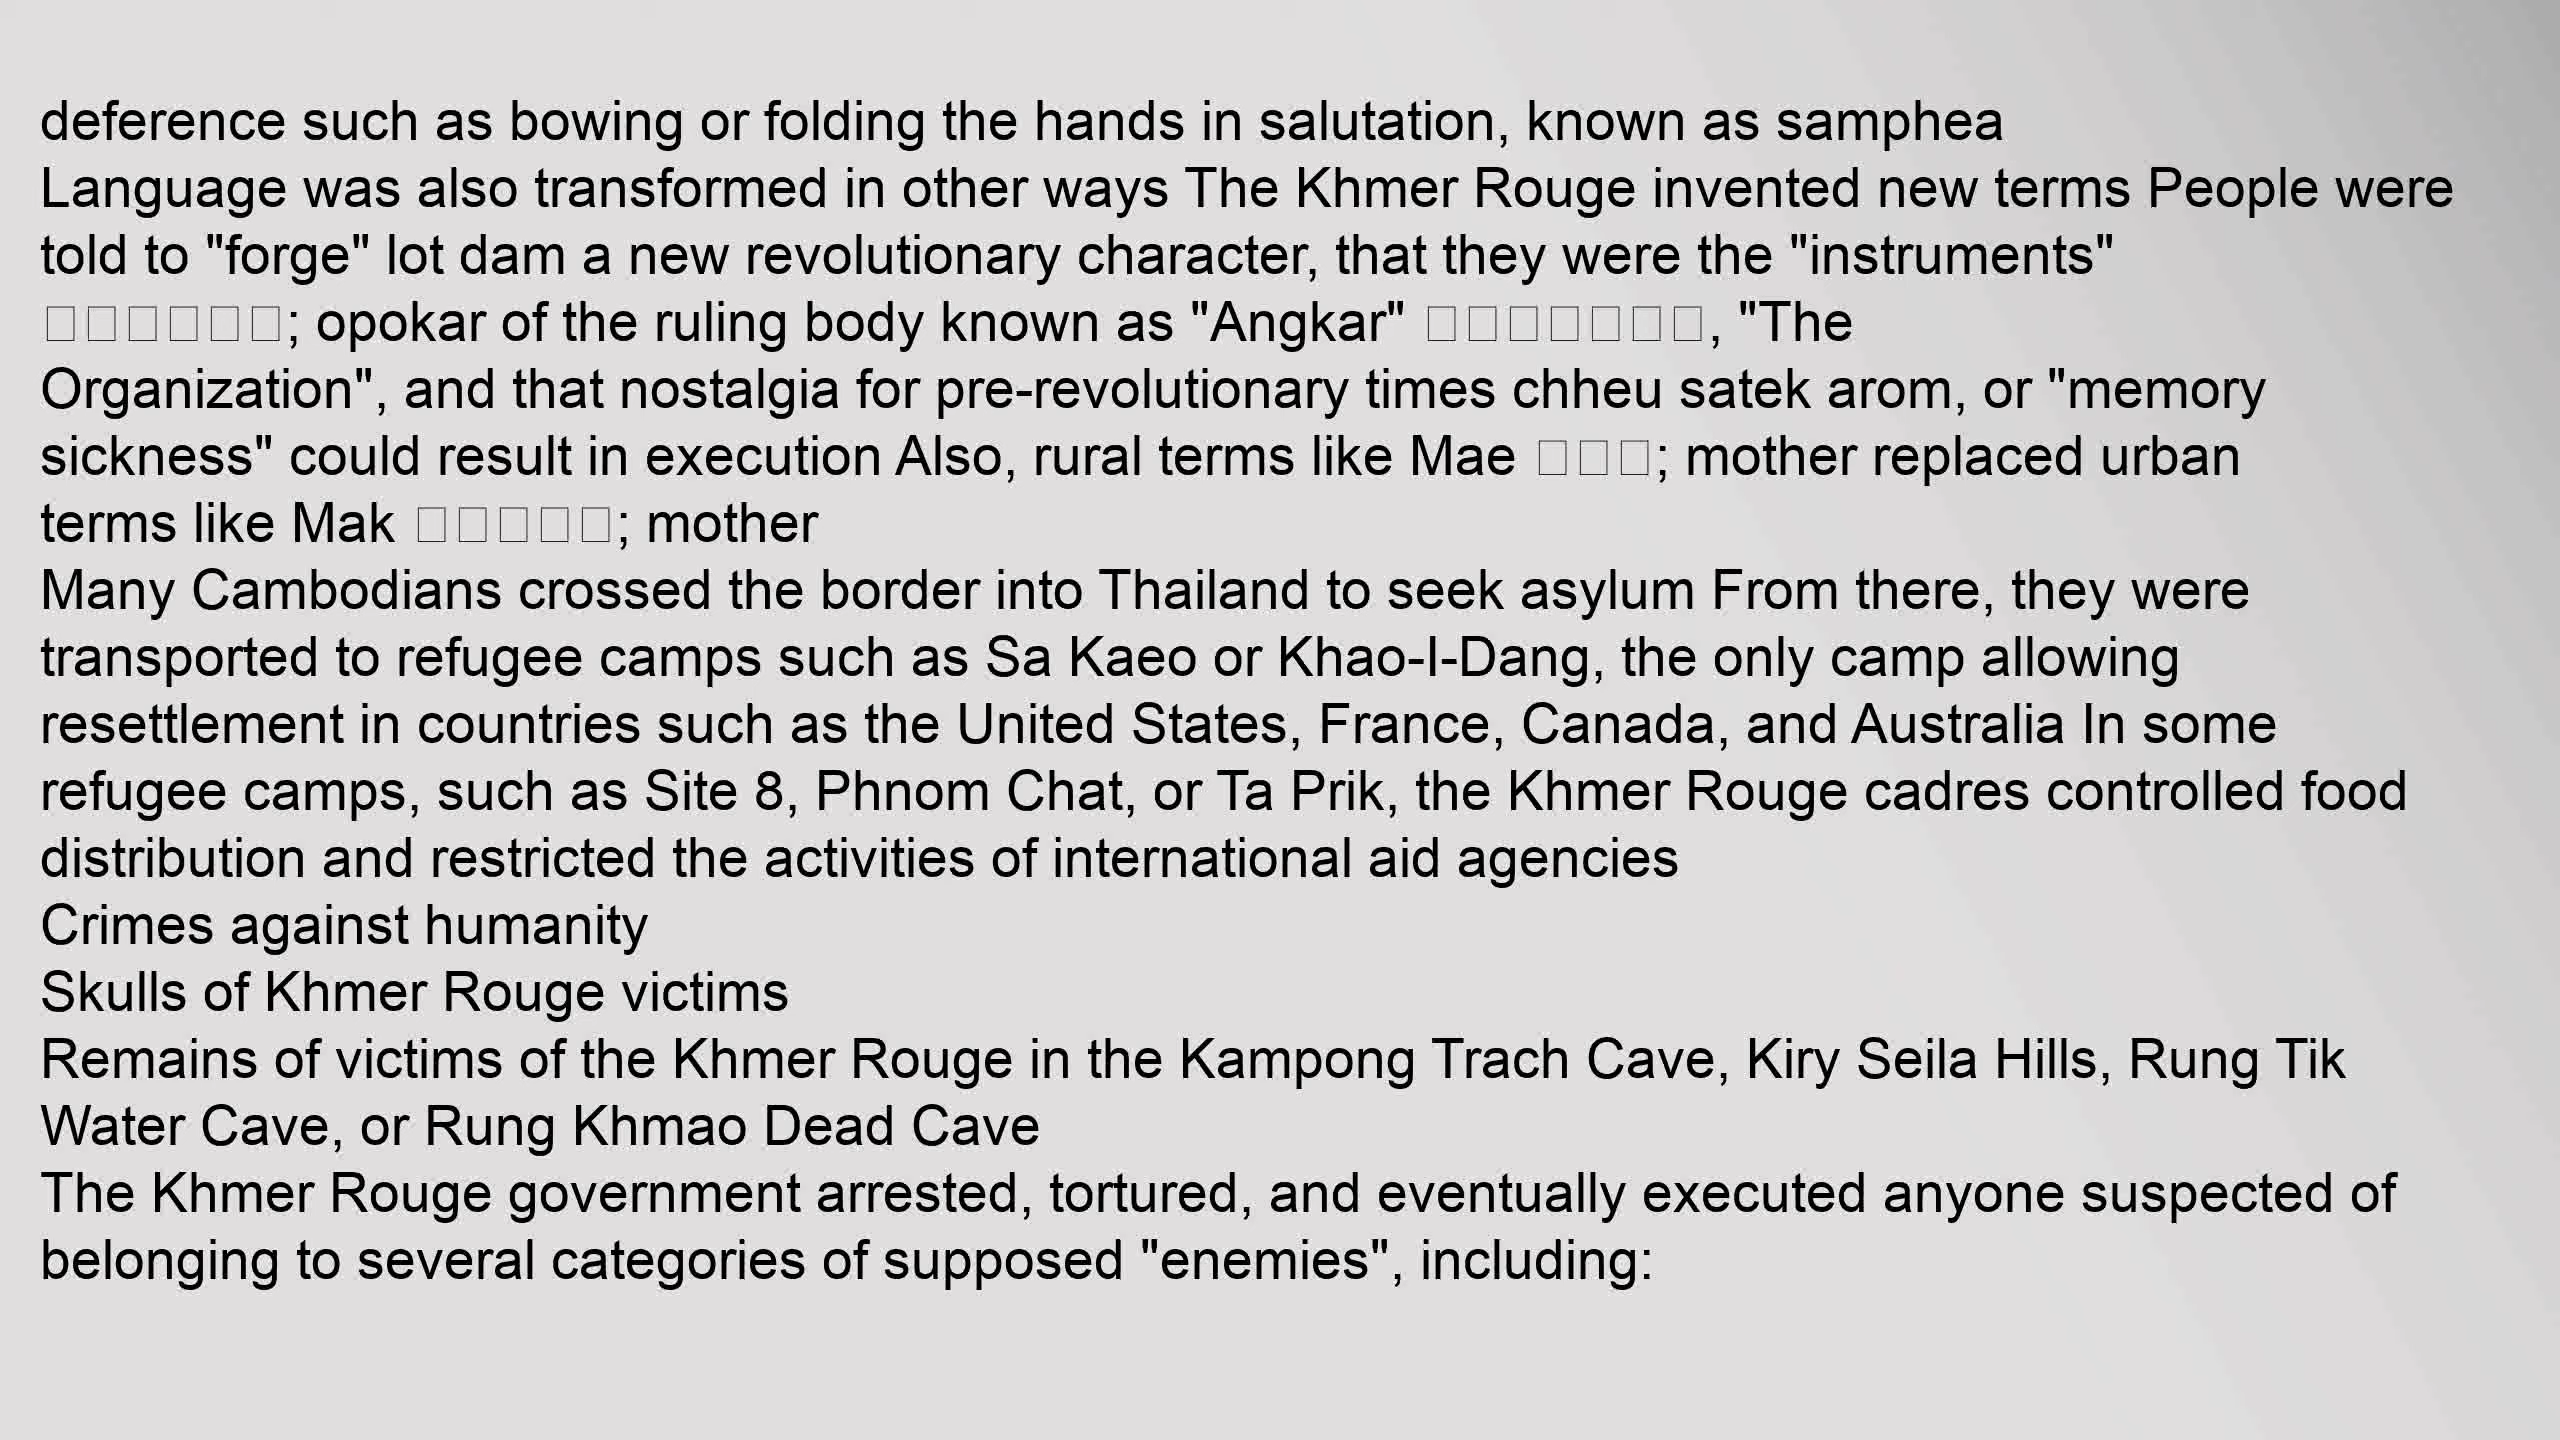 deference such as bowing or folding the hands in salutation, known as samphea
Language was also transformed in other ways The Khmer Rouge invented new terms People were
told to "forge" lot dam a new revolutionary character, that they were the "instruments"
□□□□□□; opokar of the ruling body known as "Angkar" □□□□□□□, "The
Organization", and that nostalgia for pre-revolutionary times chheu satek arom, or "memory
sickness" could result in execution Also, rural terms like Mae □□□; mother replaced urban
terms like Mak □□□□□; mother
Many Cambodians crossed the border into Thailand to seek asylum From there, they were
transported to refugee camps such as Sa Kaeo or Khao-I-Dang, the only camp allowing
resettlement in countries such as the United States, France, Canada, and Australia In some
refugee camps, such as Site 8, Phnom Chat, or Ta Prik, the Khmer Rouge cadres controlled food
distribution and restricted the activities of international aid agencies
Crimes against humanity
Skulls of Khmer Rouge victims
Remains of victims of the Khmer Rouge in the Kampong Trach Cave, Kiry Seila Hills, Rung Tik
Water Cave, or Rung Khmao Dead Cave
The Khmer Rouge government arrested, tortured, and eventually executed anyone suspected of
belonging to several categories of supposed "enemies", including: